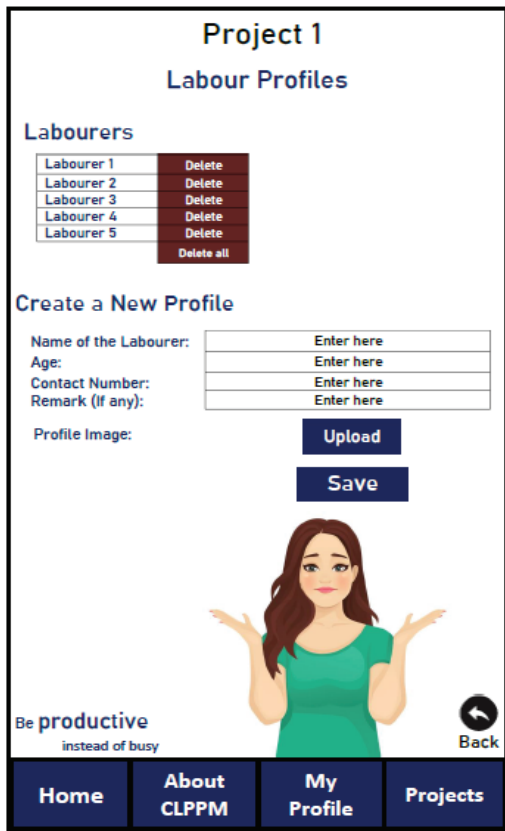 Project 1
Labour Profiles
Labourers
Labourer 1 Delete
Labourer 2 Delete
Labourer 3 Delete
Labourer 4 Delete
Labourer 5 Delete
Delete all
Create a New Profile
Name of the Labourer: Enter here
Age: Enter here
Contact Number: Enter here
Remark (If any): Enter here
Profile Image: Upload
Save
Be productive
instead of busy
Back
Home
About
CLPPM
My
Profile
Projects